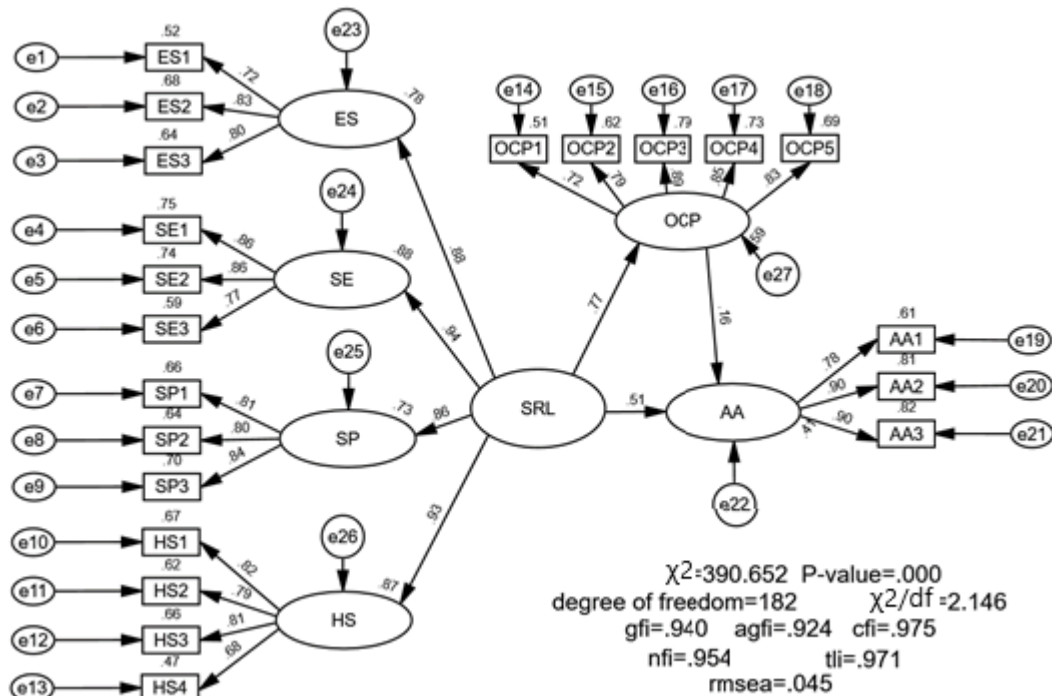 e1 .52 ES1 .72
e2 .68 ES2 .83
e3 .64 ES3 .80
e23
ES .78
e4 .75 SE1 .86
e5 .74 SE2 .86
e6 .59 SE3 .77
e24
SE .88
e7 .66 SP1 .81
e8 .64 SP2 .80
e9 .70 SP3 .84
e25
SP .73
e10 .67 HS1 .82
e11 .62 HS2 .79
e12 .66 HS3 .81
e13 .47 HS4 .68
e26
HS .87
.88
.94
.86
.93
SRL
.77
.51
e14 e15 e16 e17 e18
.51 .62 .79 .73 .69
OCP1 OCP2 OCP3 OCP4 OCP5
.72 .79 .89 .85 .83
OCP .59 e27
.16
AA
e22
.61
.78 AA1 e19
.81
.90 AA2 e20
.82
.90 AA3 e21
χ2=390.652 P-value=.000
degree of freedom=182 χ2/df=2.146
gfi=.940 agfi=.924 cfi=.975
nfi=.954 tli=.971
rmsea=.045